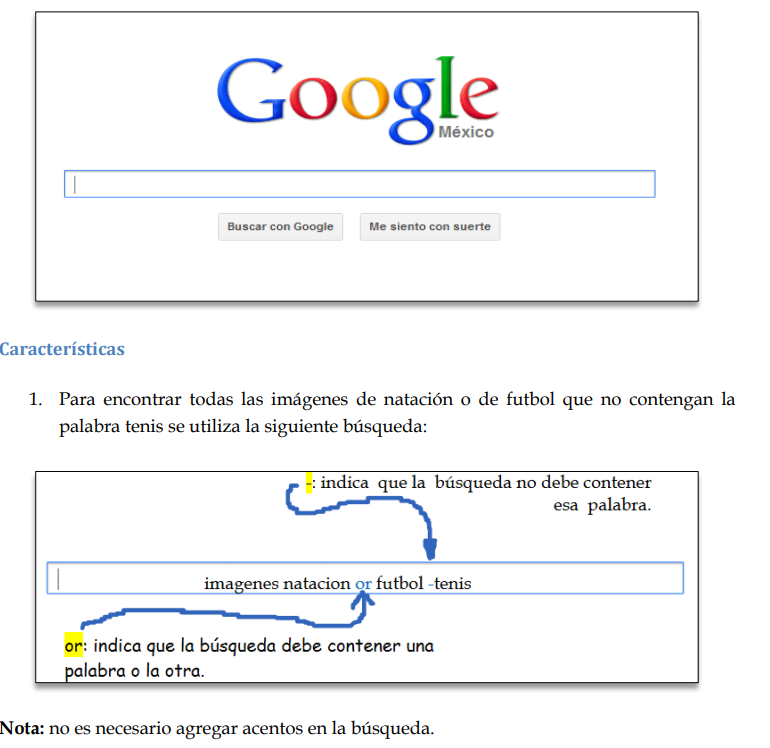 Google
México
Buscar con Google
Me siento con suerte
Características
1. Para encontrar todas las imágenes de natación o de futbol que no contengan la
palabra tenis se utiliza la siguiente búsqueda:
-: indica que la búsqueda no debe contener
esa palabra.
imagenes natacion or futbol -tenis
or: indica que la búsqueda debe contener una
palabra o la otra.
Nota: no es necesario agregar acentos en la búsqueda.